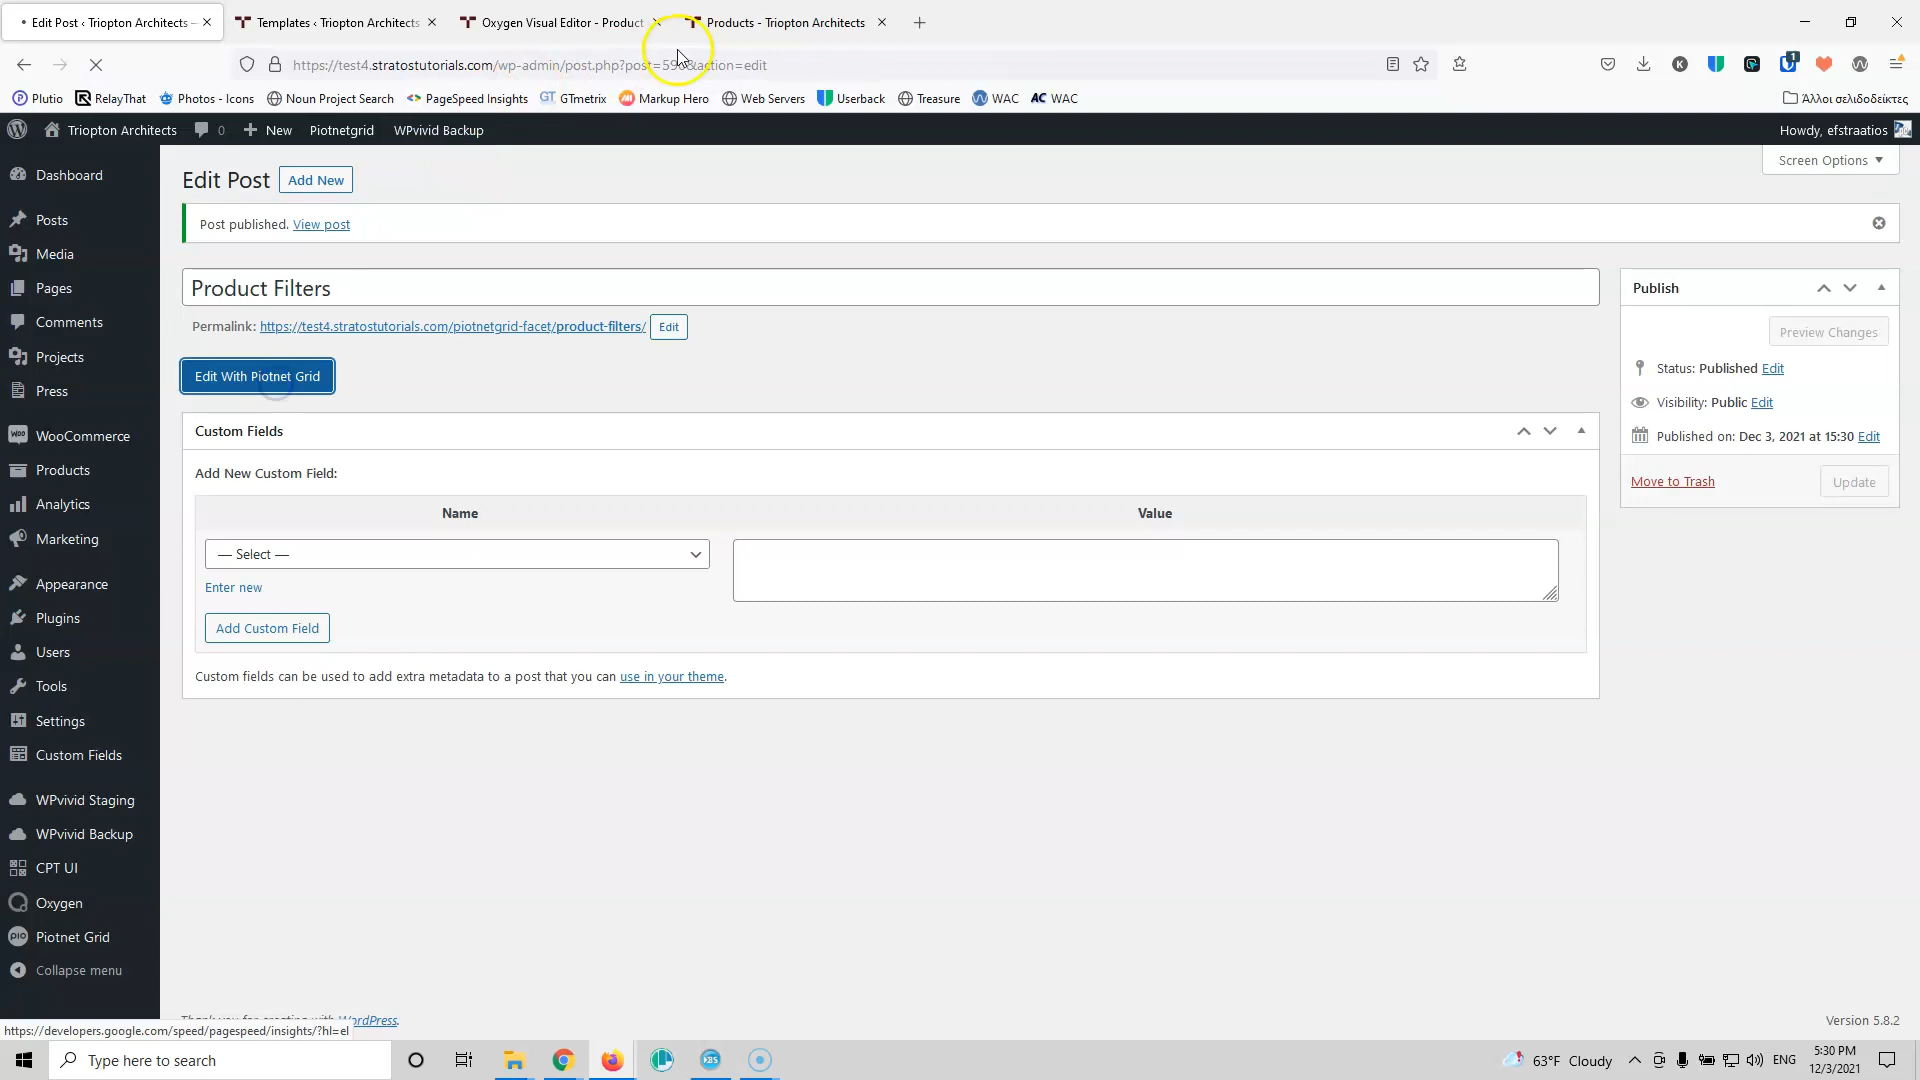 Edit Post ‹ Triopton Architects —
Templates ‹ Triopton Architects
Oxygen Visual Editor - Product
Products - Triopton Architects
https://test4.stratostutorials.com/wp-admin/post.php?post=59 &action=edit
Plutio
RelayThat
Photos - Icons
Noun Project Search
PageSpeed Insights
GTmetrix
Markup Hero
Web Servers
Userback
Treasure
WAC
WAC
Άλλοι σελιδοδείκτες
Triopton Architects
0
New
Piotnetgrid
WPvivid Backup
Howdy, efstraatios
Screen Options
Dashboard
Posts
Media
Pages
Comments
Projects
Press
WooCommerce
Products
Analytics
Marketing
Appearance
Plugins
Users
Tools
Settings
Custom Fields
WPvivid Staging
WPvivid Backup
CPT UI
Oxygen
Piotnet Grid
Collapse menu
Edit Post
Add New
Post published. View post
Product Filters
Permalink: https://test4.stratostutorials.com/piotnetgrid-facet/product-filters/ Edit
Edit With Piotnet Grid
Custom Fields
Add New Custom Field:
Name
Value
— Select —
Enter new
Add Custom Field
Custom fields can be used to add extra metadata to a post that you can use in your theme.
Publish
Preview Changes
Status: Published Edit
Visibility: Public Edit
Published on: Dec 3, 2021 at 15:30 Edit
Move to Trash
Update
Thank you for creating with WordPress.
Version 5.8.2
https://developers.google.com/speed/pagespeed/insights/?hl=el
Type here to search
63°F Cloudy
ENG
5:30 PM
12/3/2021